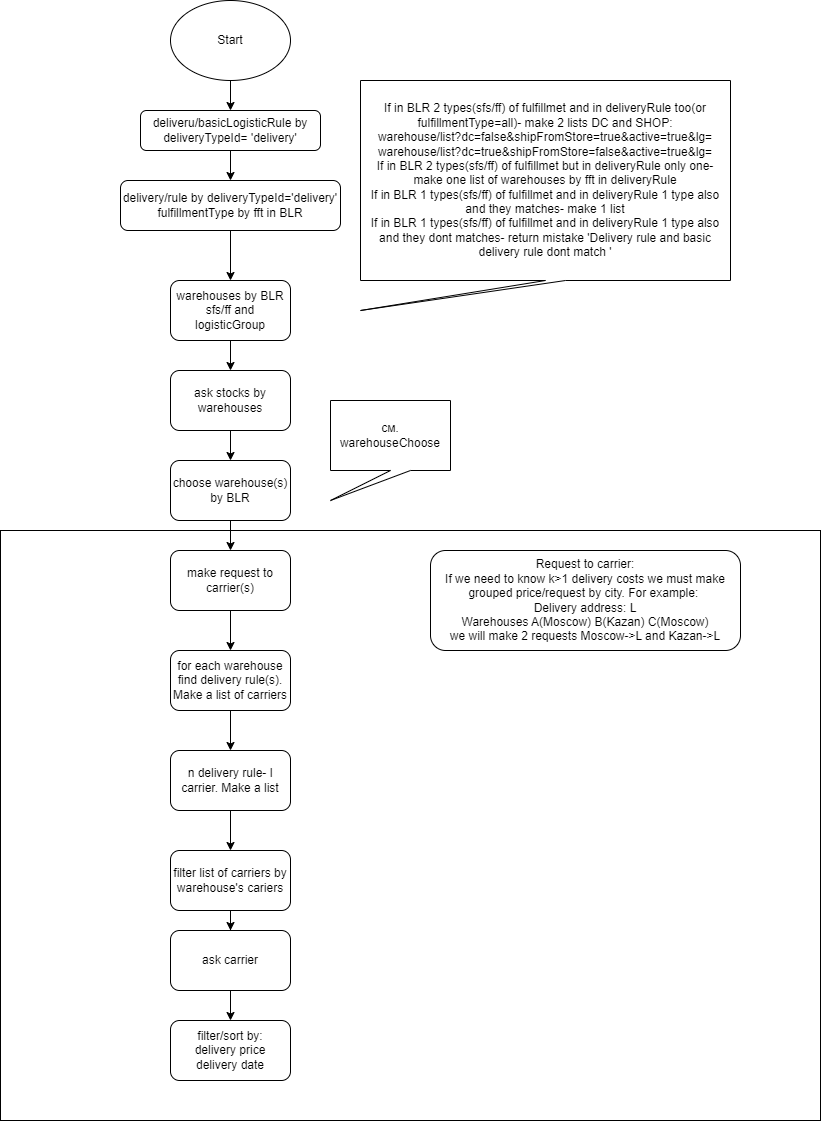 Start
deliveru/basicLogisticRule by
deliveryTypeId= 'delivery'
delivery/rule by deliveryTypeId='delivery'
fulfillmentType by fft in BLR
If in BLR 2 types(sfs/ff) of fulfillmet and in deliveryRule too(or
fulfillmentType=all)- make 2 lists DC and SHOP:
warehouse/list?dc=false&shipFromStore=true&active=true&lg=
warehouse/list?dc=true&shipFromStore=false&active=true&lg=
If in BLR 2 types(sfs/ff) of fulfillmet but in deliveryRule only one-
make one list of warehouses by fft in deliveryRule
If in BLR 1 types(sfs/ff) of fulfillmet and in deliveryRule 1 type also
and they matches- make 1 list
If in BLR 1 types(sfs/ff) of fulfillmet and in deliveryRule 1 type also
and they dont matches- return mistake 'Delivery rule and basic
delivery rule dont match '
warehouses by BLR
sfs/ff and
logisticGroup
ask stocks by
warehouses
см.
warehouseChoose
choose warehouse(s)
by BLR
make request to
carrier(s)
Request to carrier:
If we need to know k>1 delivery costs we must make
grouped price/request by city. For example:
Delivery address: L
Warehouses A(Moscow) B(Kazan) C(Moscow)
we will make 2 requests Moscow->L and Kazan->L
for each warehouse
find delivery rule(s).
Make a list of carriers
n delivery rule- l
carrier. Make a list
filter list of carriers by
warehouse's cariers
ask carrier
filter/sort by:
delivery price
delivery date